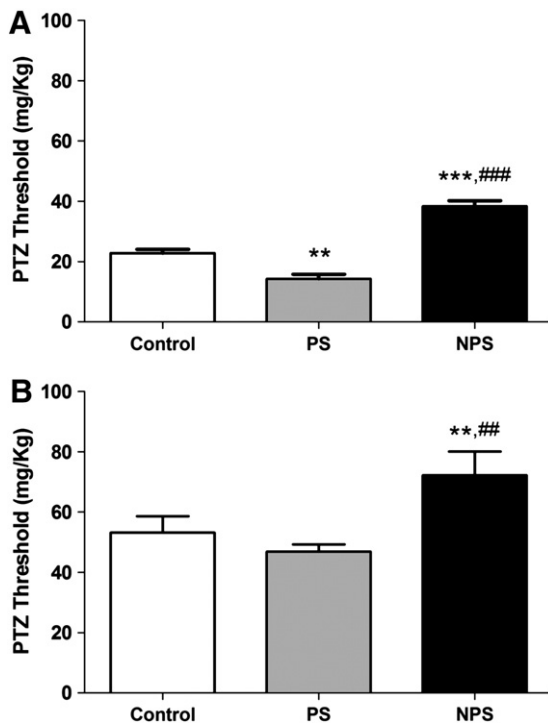 A
PTZ Threshold (mg/Kg)
100
80
60
40
20
0
**
***,###
Control PS NPS
B
PTZ Threshold (mg/Kg)
100
80
60
40
20
0
**,##
Control PS NPS